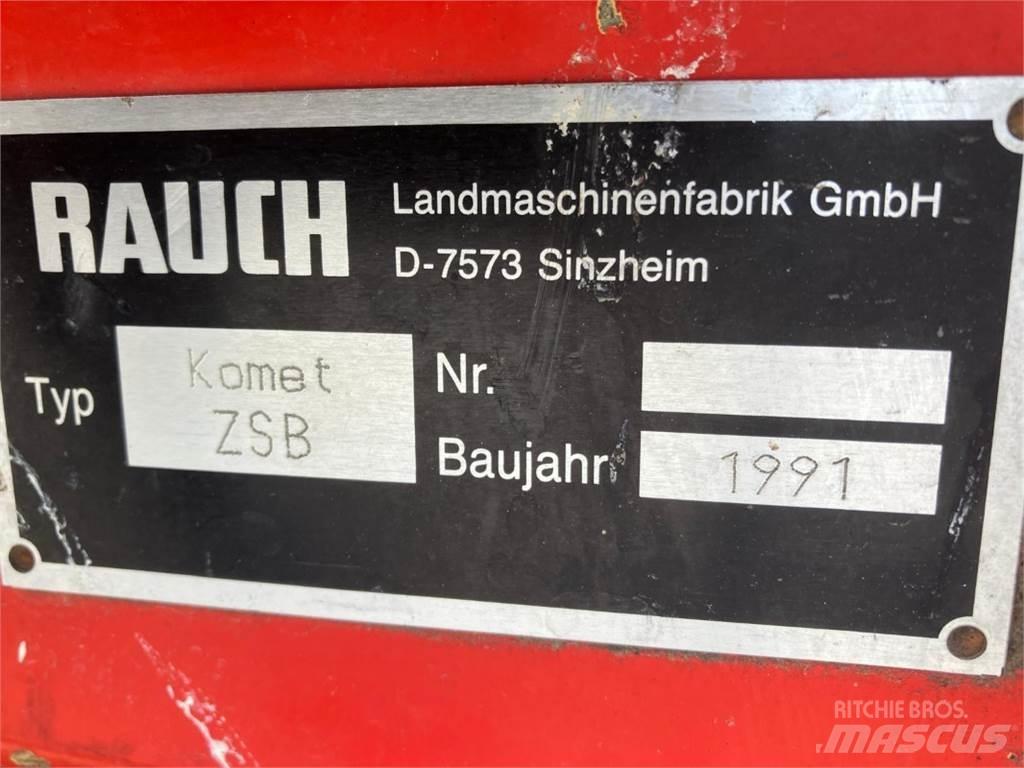 RAUCH
Landmaschinenfabrik GmbH
D-7573 Sinzheim
Typ
Komet
ZSB
Nr.
Baujahr
1991
RITCHIE BROS.
MASCUS